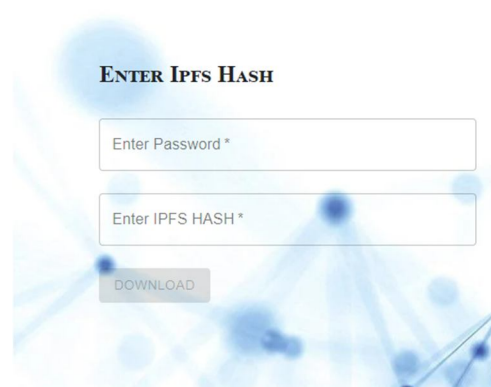 Enter Ipfs Hash
Enter Password *
Enter IPFS HASH *
DOWNLOAD